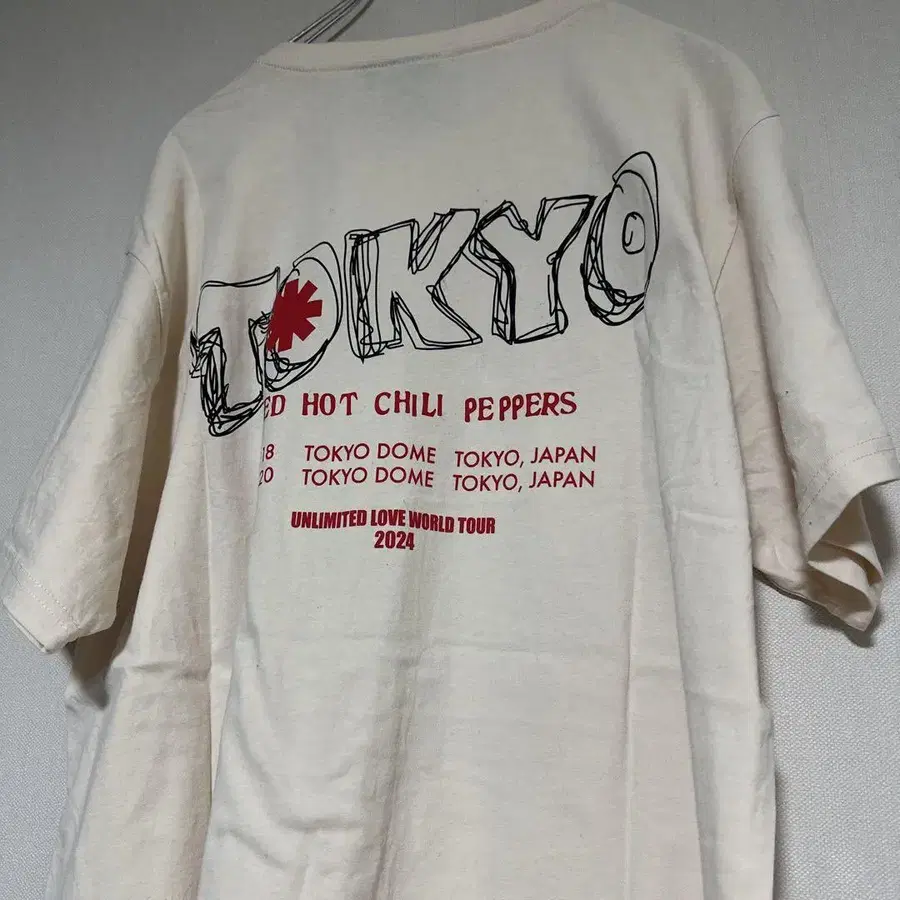 TOKYO
ED HOT CHILI PEPPERS
18 TOKYO DOME TOKYO, JAPAN
20 TOKYO DOME TOKYO, JAPAN
UNLIMITED LOVE WORLD TOUR
2024